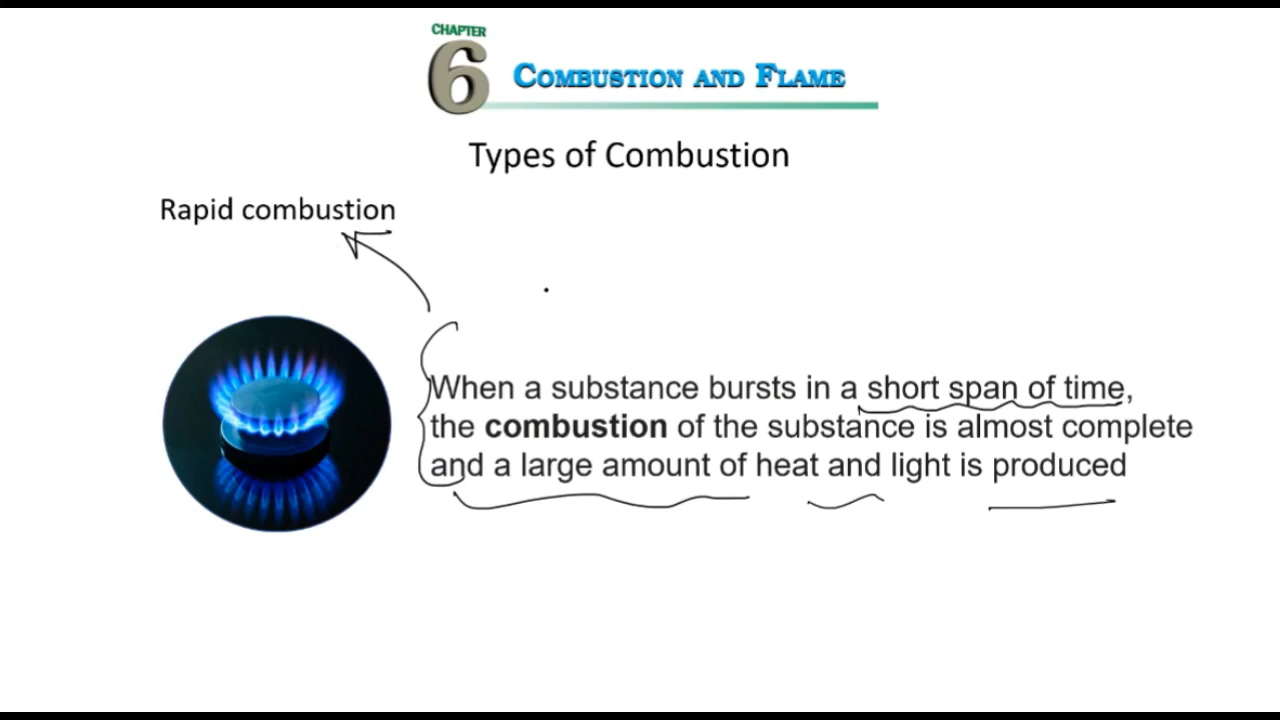 CHAPTER
6 COMBUSTION AND FLAME
Types of Combustion
Rapid combustion
When a substance bursts in a short span of time,
the combustion of the substance is almost complete
and a large amount of heat and light is produced